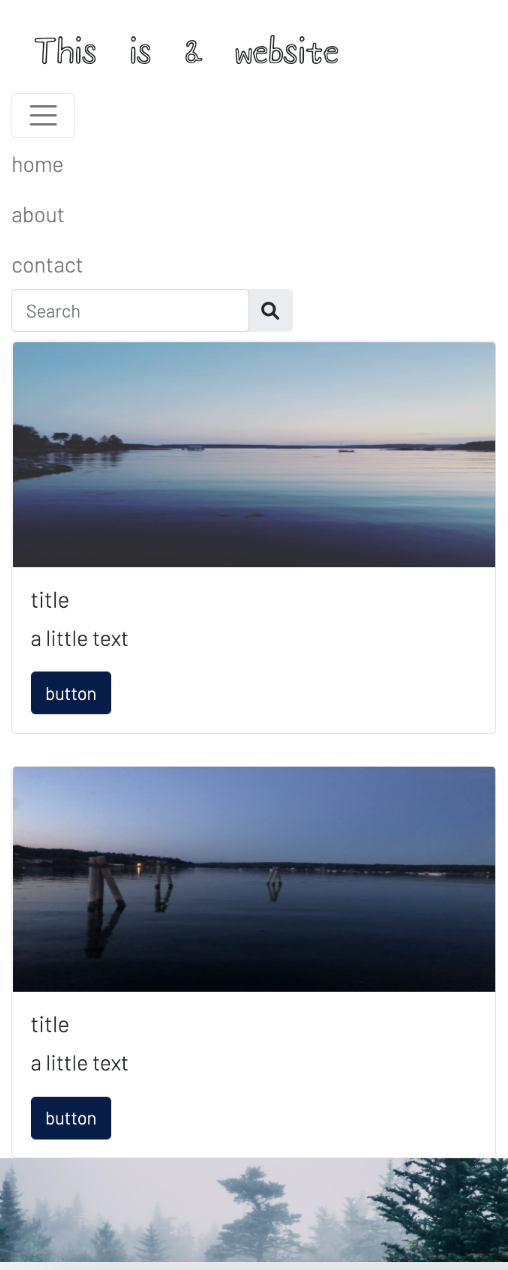 This is a website
home
about
contact
Search
title
a little text
button
title
a little text
button